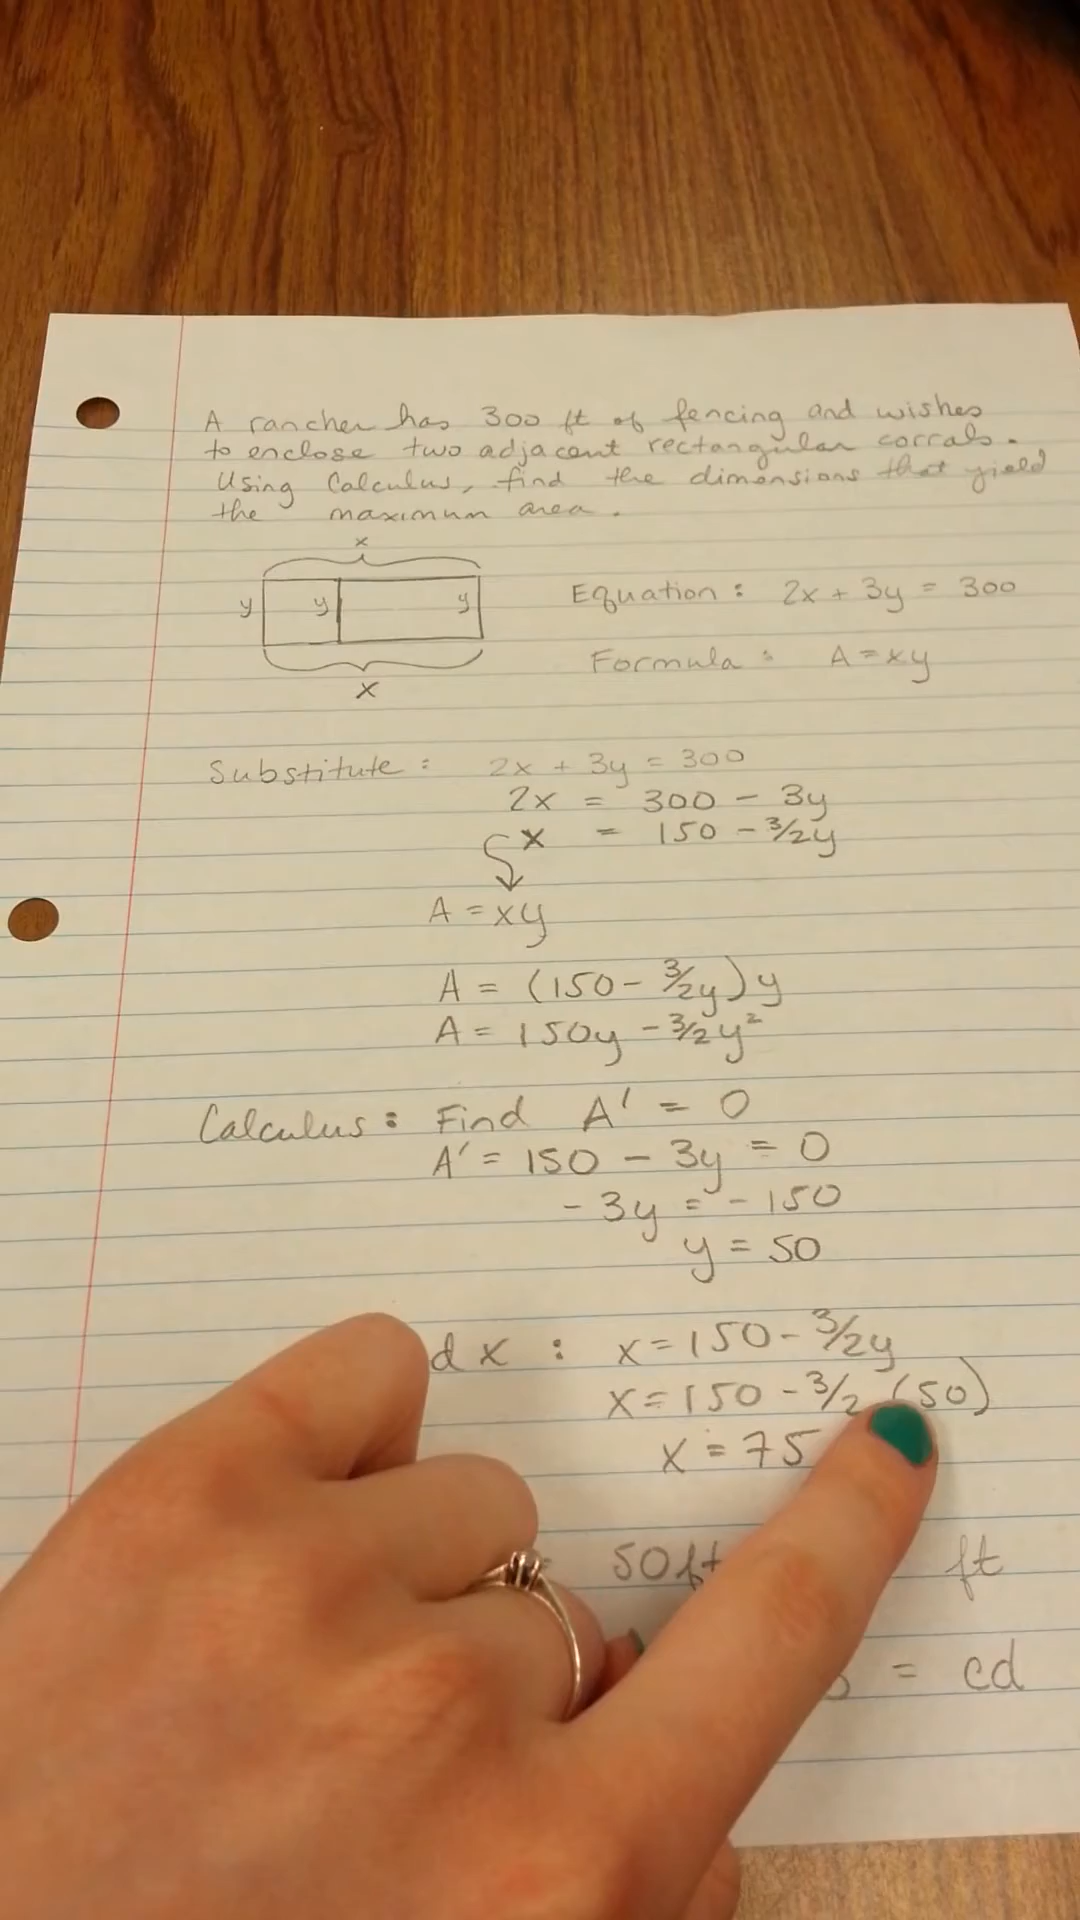 A rancher has 300 ft of fencing and wishes
to enclose two adjacent rectangular corrals.
Using Calculus, find the dimensions that yield
the maximum area.
x
y y y
x
Equation: 2x + 3y = 300
Formula: A = xy
Substitute: 2x + 3y = 300
2x = 300 - 3y
x = 150 - 3/2y
A = xy
A = (150 - 3/2y)y
A = 150y - 3/2y²
Calculus: Find A' = 0
A' = 150 - 3y = 0
-3y = -150
y = 50
d x : x = 150 - 3/2y
x = 150 - 3/2 (50)
x = 75
50ft ft
= cd